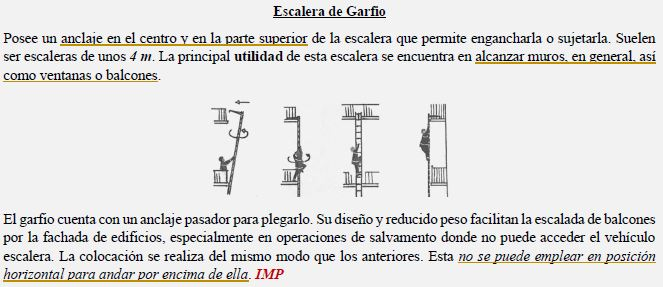 Escalera de Garfio
Posee un anclaje en el centro y en la parte superior de la escalera que permite engancharla o sujetarla. Suelen
ser escaleras de unos 4 m. La principal utilidad de esta escalera se encuentra en alcanzar muros, en general, así
como ventanas o balcones.
El garfio cuenta con un anclaje pasador para plegarlo. Su diseño y reducido peso facilitan la escalada de balcones
por la fachada de edificios, especialmente en operaciones de salvamento donde no puede acceder el vehículo
escalera. La colocación se realiza del mismo modo que los anteriores. Esta no se puede emplear en posición
horizontal para andar por encima de ella. IMP